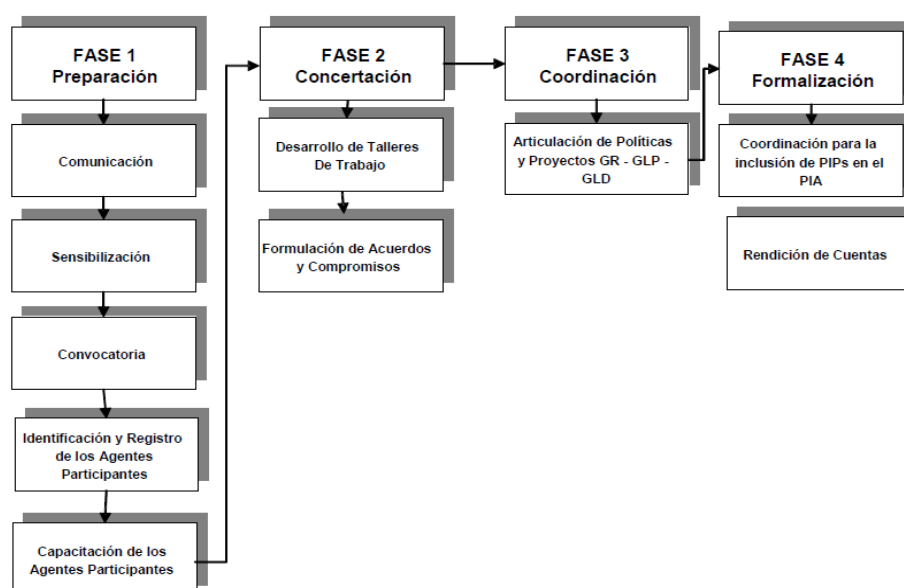 FASE 1
Preparación
Comunicación
Sensibilización
Convocatoria
Identificación y Registro
de los Agentes
Participantes
Capacitación de los
Agentes Participantes
FASE 2
Concertación
Desarrollo de Talleres
De Trabajo
Formulación de Acuerdos
y Compromisos
FASE 3
Coordinación
Articulación de Políticas
y Proyectos GR - GLP -
GLD
FASE 4
Formalización
Coordinación para la
inclusión de PIPs en el
PIA
Rendición de Cuentas